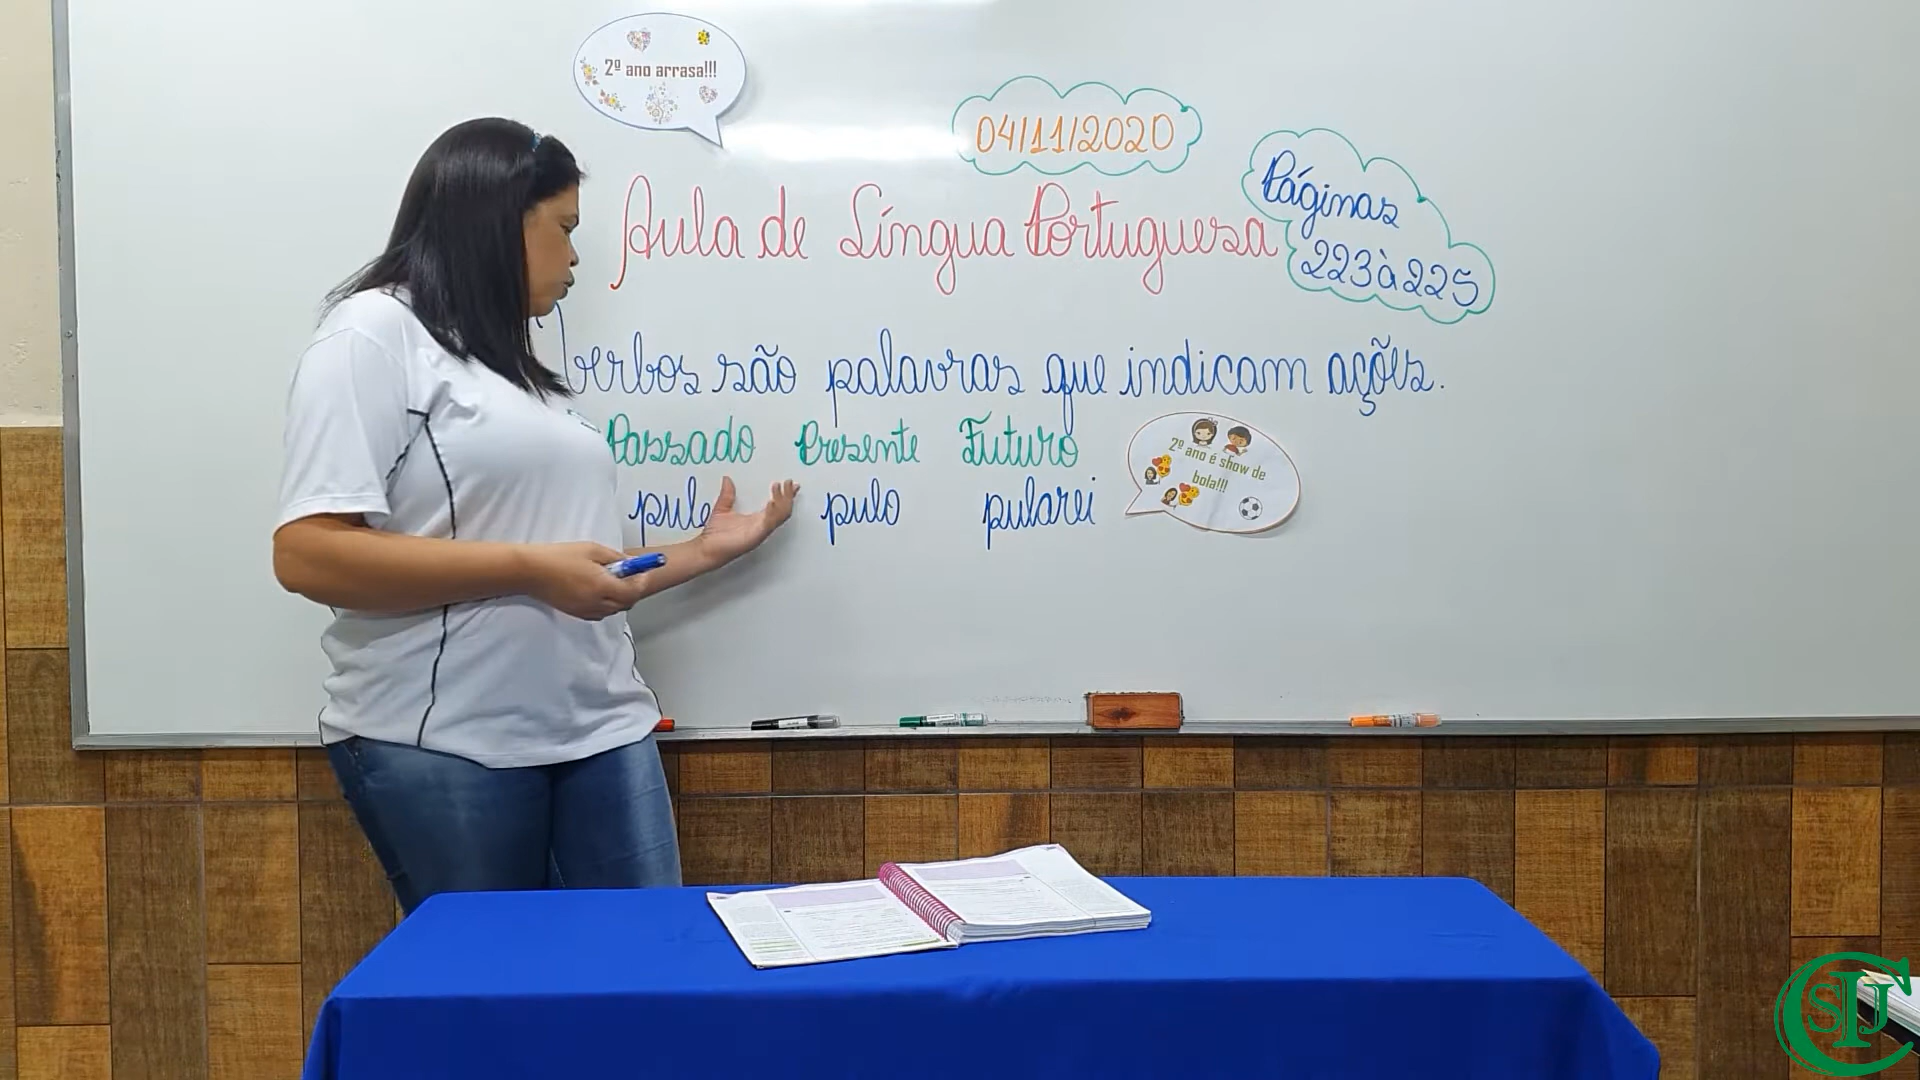 2º ano arrasa!!!
04/11/2020
Aula de Língua Portuguesa
Páginas
223 à 225
Verbos são palavras que indicam ações.
Passado Presente Futuro
pulo pularei
2º ano é show de
bola!!!
CSPJ